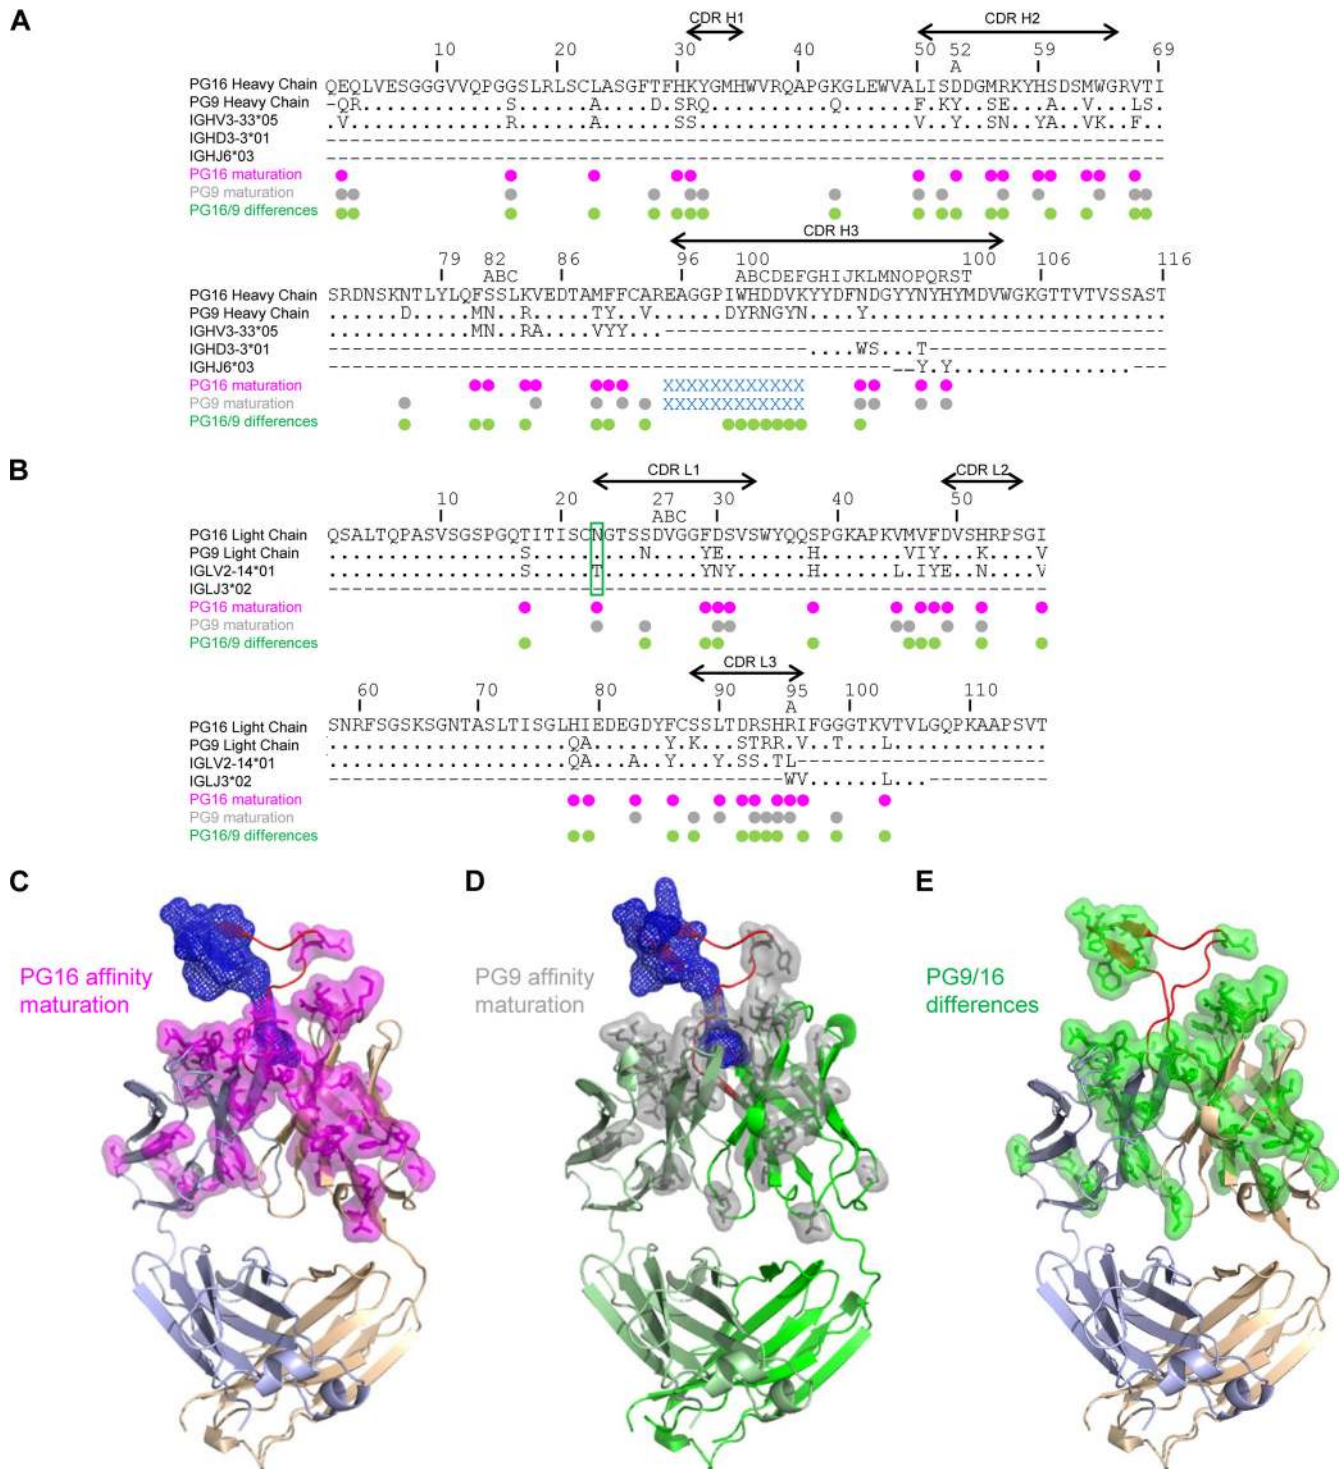 A
CDR H1
CDR H2
10 20 30 40 50 52 59 69
A
PG16 Heavy Chain QEQLVESGGGVVQPGGSLRLSCLASGFTFHKYGMHWVRQAPGKGLEWVALISDDGMRKYHSDSMWGRVTI
PG9 Heavy Chain
IGHV3-33*05
IGHD3-3*01
IGHJ6*03
PG16 maturation
PG9 maturation
PG16/9 differences
CDR H3
79 82 86 96 100 100 106 116
ABC ABCDEFGHIJKLMNOPQRST
PG16 Heavy Chain SRDNSKNTLYLQFSSLKVEDTAMFFCAREAGGPIWHDDVKYYDFNDGYYNYHYMDVWGKGTTVTVSSAST
PG9 Heavy Chain
IGHV3-33*05
IGHD3-3*01
IGHJ6*03
PG16 maturation XXXXXXXXXXXX
PG9 maturation XXXXXXXXXXXX
PG16/9 differences
B
CDR L1
CDR L2
10 20 27 30 40 50
ABC
PG16 Light Chain QSALTQPASVSGSPGQTITISCNGTSSDVGGFDSVSWYQQSPGKAPKVMVFDVSHRPSGI
PG9 Light Chain
IGLV2-14*01
IGLJ3*02
PG16 maturation
PG9 maturation
PG16/9 differences
CDR L3
60 70 80 90 95 100 110
A
PG16 Light Chain SNRFSGSKSGNTASLTISGLHIEDEGDYFCSSLTDRSHRIFGGGTKVTVLGQPKAAPSVT
PG9 Light Chain
IGLV2-14*01
IGLJ3*02
PG16 maturation
PG9 maturation
PG16/9 differences
C
D
E
PG16 affinity
maturation
PG9 affinity
maturation
PG9/16
differences